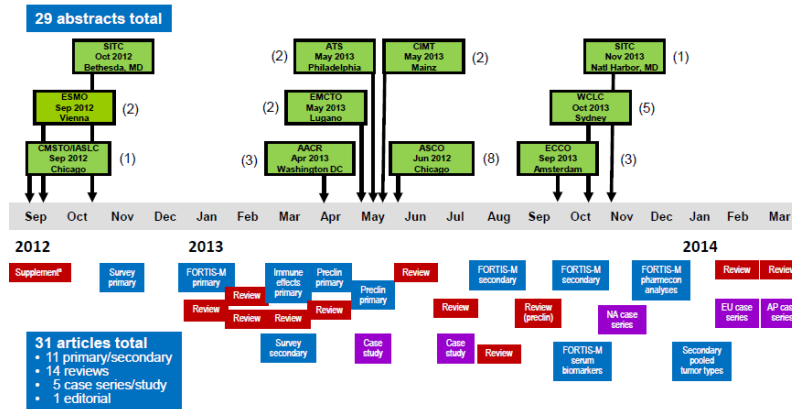 29 abstracts total
SITC
Oct 2012
Bethesda, MD
ATS
May 2013
Philadelphia
(2)
CIMT
May 2013
Mainz
(2)
SITC
Nov 2013
Natl Harbor, MD
(1)
ESMO
Sep 2012
Vienna
(2)
EMCTO
May 2013
Lugano
(2)
WCLC
Oct 2013
Sydney
(5)
CMSTO/IASLC
Sep 2012
Chicago
(1)
AACR
Apr 2013
Washington DC
(3)
ASCO
Jun 2012
Chicago
(8)
ECCO
Sep 2013
Amsterdam
(3)
Sep Oct Nov Dec Jan Feb Mar Apr May Jun Jul Aug Sep Oct Nov Dec Jan Feb Mar
2012 2013 2014
Supplementª
Survey
primary
FORTIS-M
primary
Review
Review
Review
Immune
effects
primary
Review
Survey
secondary
Preclin
primary
Review
Preclin
primary
Case
study
Review
Review
Case
study
FORTIS-M
secondary
Review
Review
(preclin)
FORTIS-M
secondary
FORTIS-M
serum
biomarkers
NA case
series
FORTIS-M
pharmecon
analyses
Secondary
pooled
tumor types
Review
EU case
series
Review
AP case
series
31 articles total
• 11 primary/secondary
• 14 reviews
• 5 case series/study
• 1 editorial